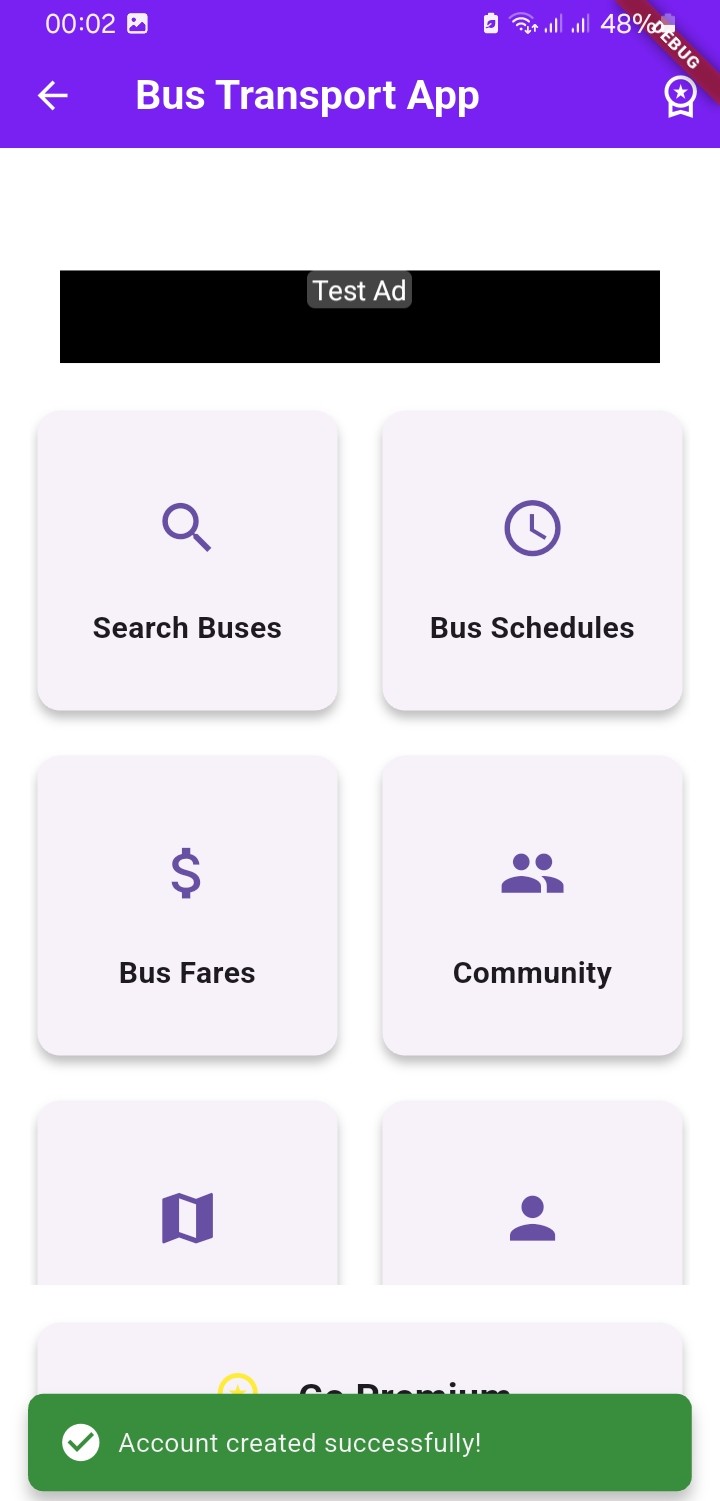 00:02 48%
DEBUG
Bus Transport App
Test Ad
Search Buses
Bus Schedules
Bus Fares
Community
Go Premium
Account created successfully!